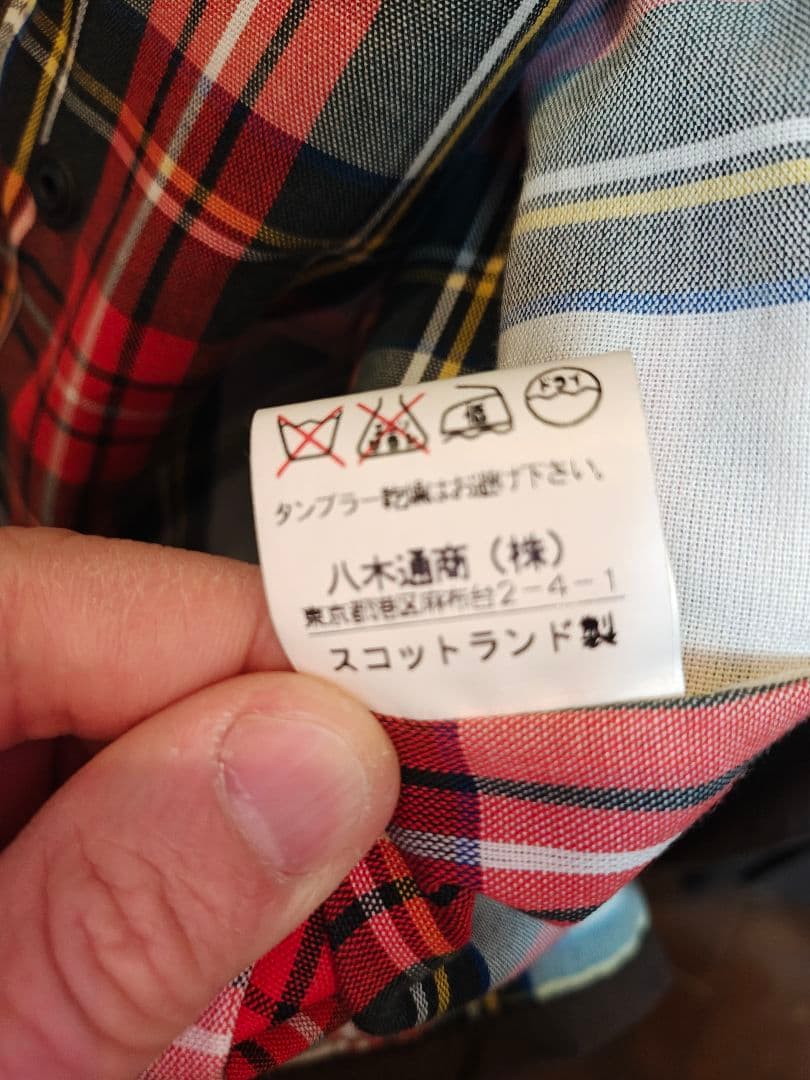 低 ドライ
タンブラー乾燥はお避け下さい。
八木通商（株）
東京都港区麻布台2-4-1
スコットランド製